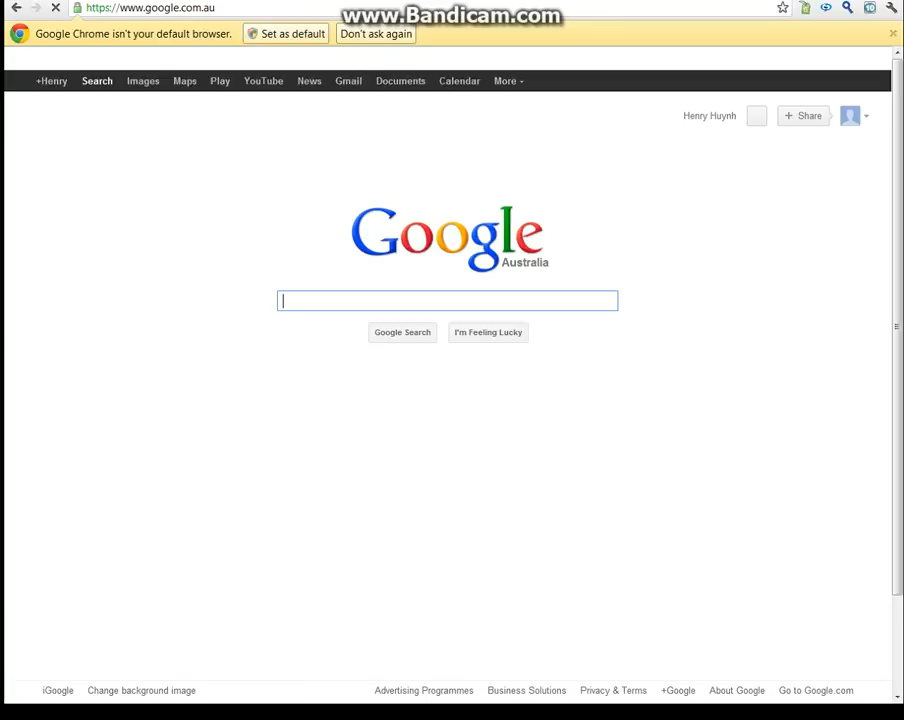 https://www.google.com.au
www.Bandicam.com
10
Google Chrome isn't your default browser. Set as default Don't ask again
+Henry Search Images Maps Play YouTube News Gmail Documents Calendar More
Henry Huynh + Share
Google
Australia
Google Search I'm Feeling Lucky
iGoogle Change background image Advertising Programmes Business Solutions Privacy & Terms +Google About Google Go to Google.com